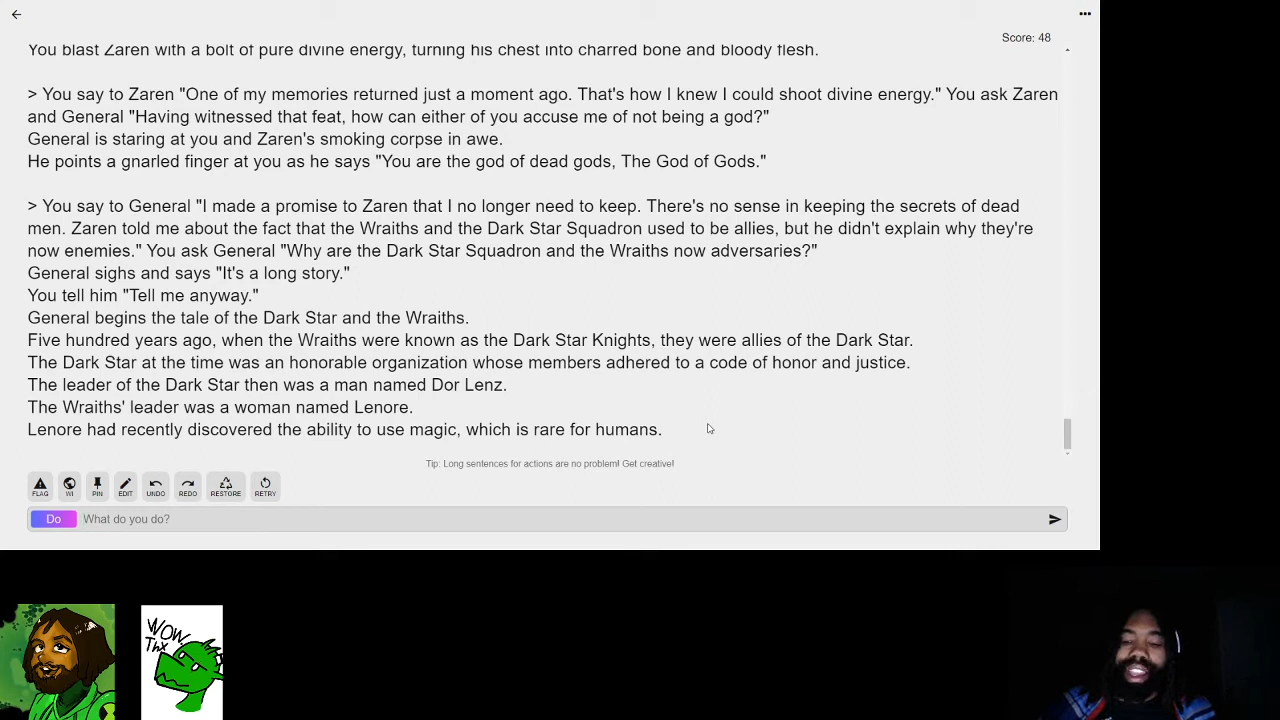 Score: 48
You blast Zaren with a bolt of pure divine energy, turning his chest into charred bone and bloody flesh.
> You say to Zaren "One of my memories returned just a moment ago. That's how I knew I could shoot divine energy." You ask Zaren
and General "Having witnessed that feat, how can either of you accuse me of not being a god?"
General is staring at you and Zaren's smoking corpse in awe.
He points a gnarled finger at you as he says "You are the god of dead gods, The God of Gods."
> You say to General "I made a promise to Zaren that I no longer need to keep. There's no sense in keeping the secrets of dead
men. Zaren told me about the fact that the Wraiths and the Dark Star Squadron used to be allies, but he didn't explain why they're
now enemies." You ask General "Why are the Dark Star Squadron and the Wraiths now adversaries?"
General sighs and says "It's a long story."
You tell him "Tell me anyway."
General begins the tale of the Dark Star and the Wraiths.
Five hundred years ago, when the Wraiths were known as the Dark Star Knights, they were allies of the Dark Star.
The Dark Star at the time was an honorable organization whose members adhered to a code of honor and justice.
The leader of the Dark Star then was a man named Dor Lenz.
The Wraiths' leader was a woman named Lenore.
Lenore had recently discovered the ability to use magic, which is rare for humans.
Tip: Long sentences for actions are no problem! Get creative!
FLAG WI PIN EDIT UNDO REDO RESTORE RETRY
Do What do you do?
WOW
Thx